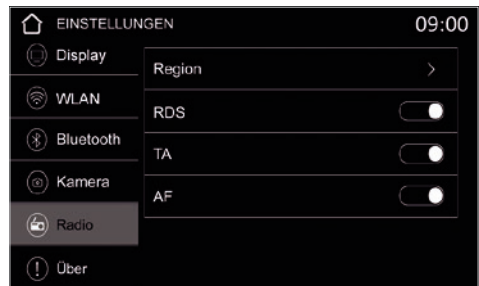 EINSTELLUNGEN 09:00
Display
WLAN
Bluetooth
Kamera
Radio
Über
Region
RDS
TA
AF